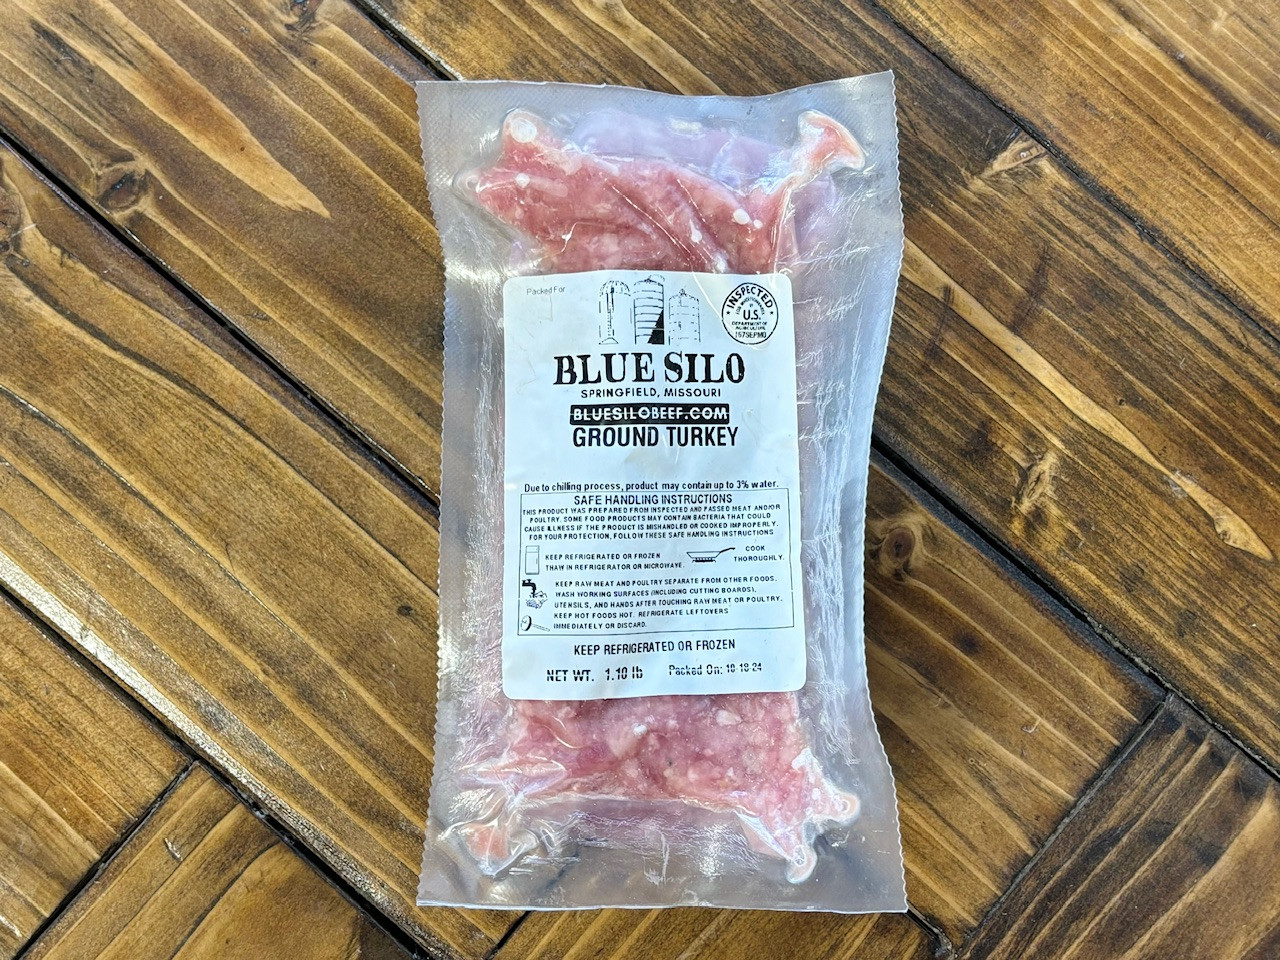 Packed For
INSPECTED
U.S.
DEPARTMENT OF
AGRICULTURE
BLUE SILO
SPRINGFIELD, MISSOURI
BLUESILOBEEF.COM
GROUND TURKEY
Due to chilling process, product may contain up to 3% water.
SAFE HANDLING INSTRUCTIONS
THIS PRODUCT WAS PREPARED FROM INSPECTED AND PASSED MEAT AND/OR
POULTRY. SOME FOOD PRODUCTS MAY CONTAIN BACTERIA THAT COULD
CAUSE ILLNESS IF THE PRODUCT IS MISHANDLED OR COOKED IMPROPERLY.
FOR YOUR PROTECTION, FOLLOW THESE SAFE HANDLING INSTRUCTIONS
KEEP REFRIGERATED OR FROZEN
THAW IN REFRIGERATOR OR MICROWAVE.
COOK
THOROUGHLY.
KEEP RAW MEAT AND POULTRY SEPARATE FROM OTHER FOODS.
WASH WORKING SURFACES (INCLUDING CUTTING BOARDS),
UTENSILS, AND HANDS AFTER TOUCHING RAW MEAT OR POULTRY.
KEEP HOT FOODS HOT. REFRIGERATE LEFTOVERS
IMMEDIATELY OR DISCARD.
KEEP REFRIGERATED OR FROZEN
NET WT. 1.10 lb Packed On: 10-18-24